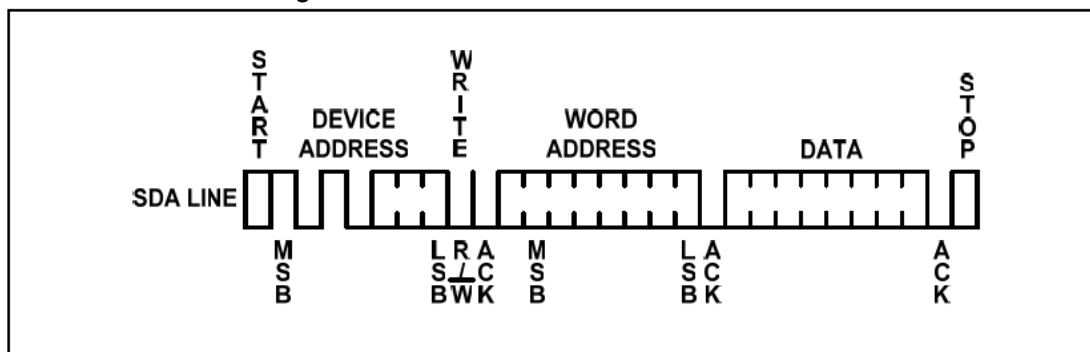 START
WRITE
STOP
DEVICE
ADDRESS
WORD
ADDRESS
DATA
SDA LINE
MSB
LSB
R/W
ACK
MSB
LSB
ACK
ACK